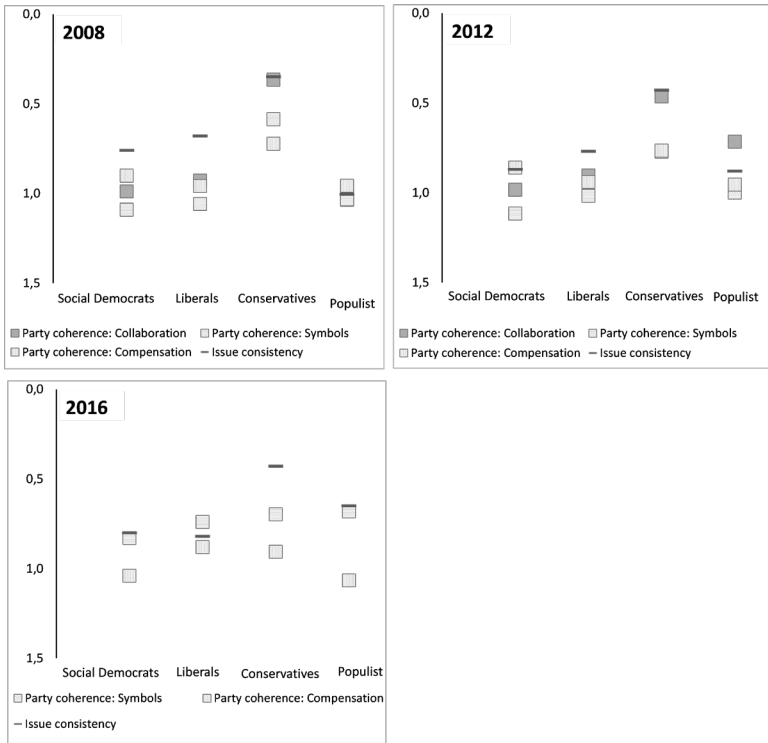 2008
0,0
0,5
1,0
1,5
Social Democrats Liberals Conservatives Populist
Party coherence: Collaboration Party coherence: Symbols
Party coherence: Compensation Issue consistency
2012
0,0
0,5
1,0
1,5
Social Democrats Liberals Conservatives Populist
Party coherence: Collaboration Party coherence: Symbols
Party coherence: Compensation Issue consistency
2016
0,0
0,5
1,0
1,5
Social Democrats Liberals Conservatives Populist
Party coherence: Symbols Party coherence: Compensation
Issue consistency